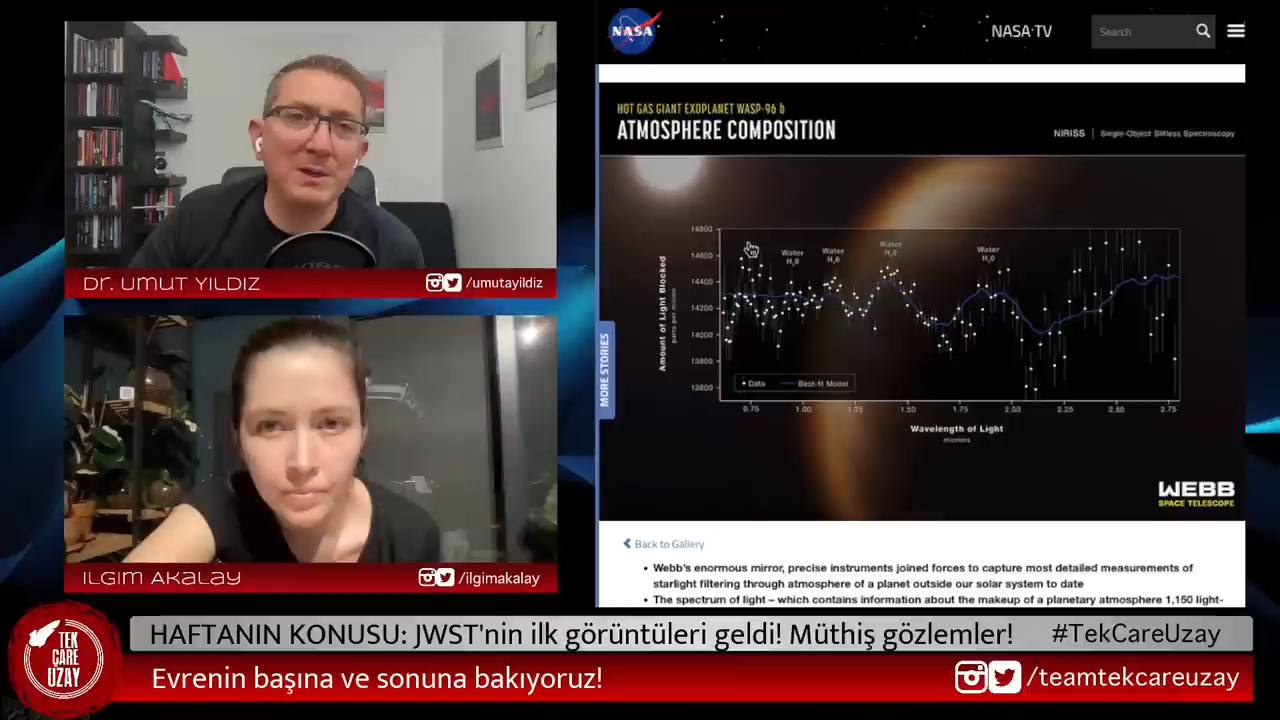 DR. UMUT YILDIZ
/umutayildiz
ILGIM AKALAY
/ilgimakalay
NASA
NASA TV
Search
HOT GAS GIANT EXOPLANET WASP-96 b
ATMOSPHERE COMPOSITION
NIRISS | Single-Object Slitless Spectroscopy
MORE STORIES
Amount of Light Blocked
parts per million
14800
14600
14400
14200
14000
13800
13600
Water
H₂O
Water
H₂O
Water
H₂O
Water
H₂O
Data
Best-fit Model
0.75 1.00 1.25 1.50 1.75 2.00 2.25 2.50 2.75
Wavelength of Light
microns
WEBB
SPACE TELESCOPE
Back to Gallery
• Webb's enormous mirror, precise instruments joined forces to capture most detailed measurements of
starlight filtering through atmosphere of a planet outside our solar system to date
• The spectrum of light – which contains information about the makeup of a planetary atmosphere 1,150 light-
TEK
ÇARE
UZAY
HAFTANIN KONUSU: JWST'nin ilk görüntüleri geldi! Müthiş gözlemler!
#TekCareUzay
Evrenin başına ve sonuna bakıyoruz!
/teamtekcareuzay